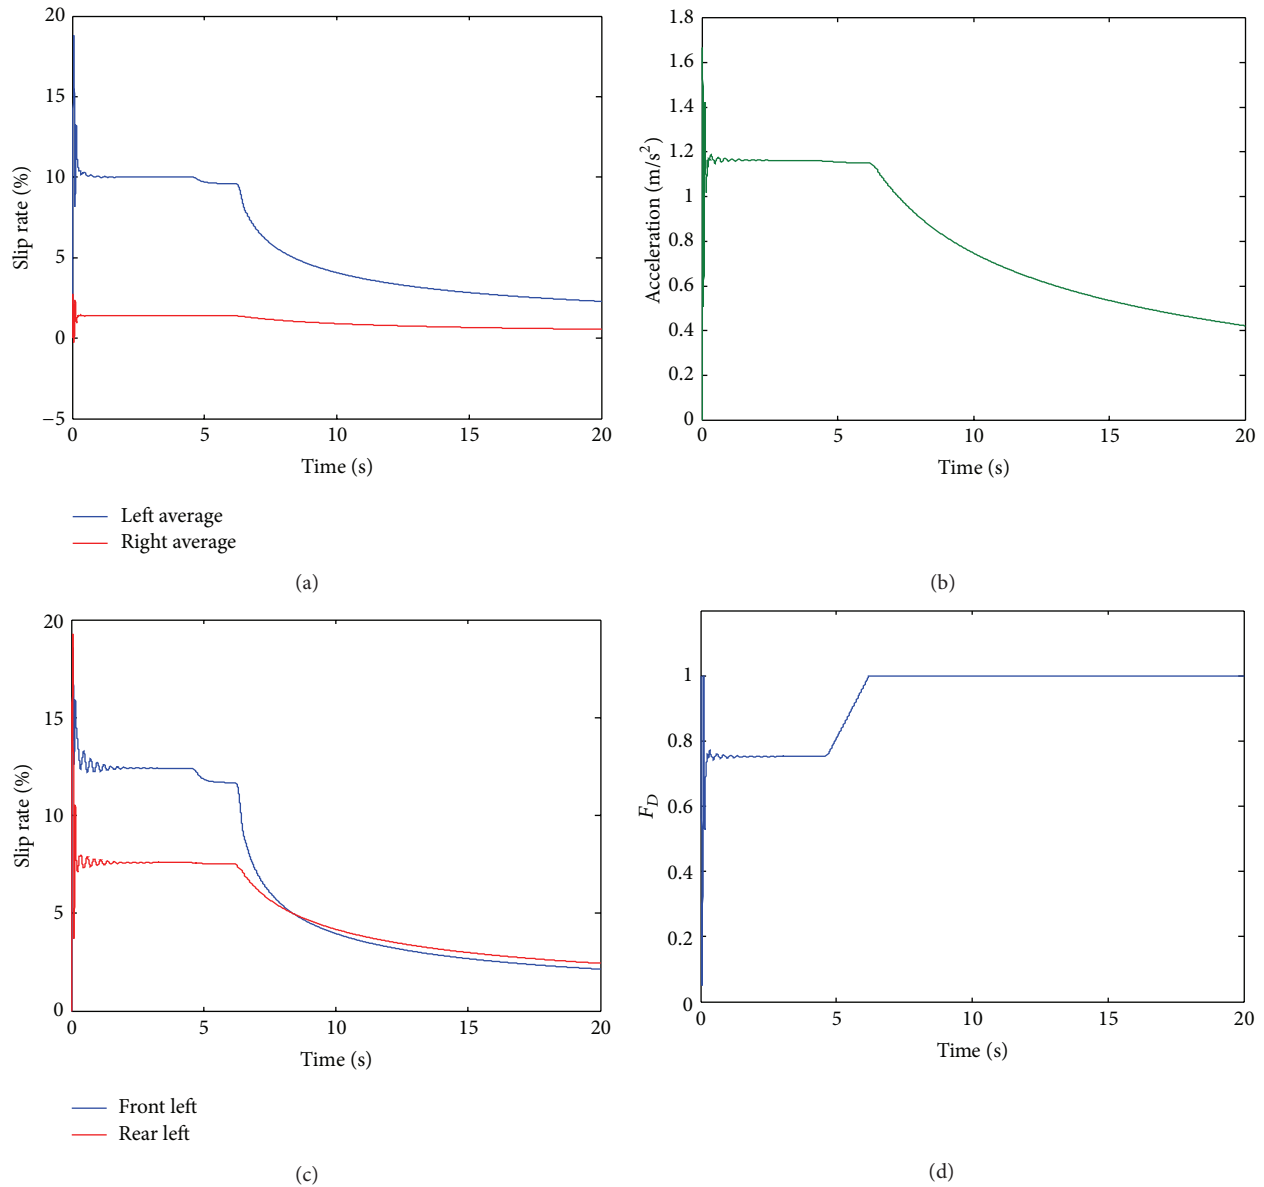 20
15
10
5
0
−5
Slip rate (%)
0 5 10 15 20
Time (s)
Left average
Right average
(a)
1.8
1.6
1.4
1.2
1
0.8
0.6
0.4
0.2
0
Acceleration (m/s²)
0 5 10 15 20
Time (s)
(b)
20
15
10
5
0
Slip rate (%)
0 5 10 15 20
Time (s)
Front left
Rear left
(c)
1
0.8
0.6
0.4
0.2
0
F_D
0 5 10 15 20
Time (s)
(d)